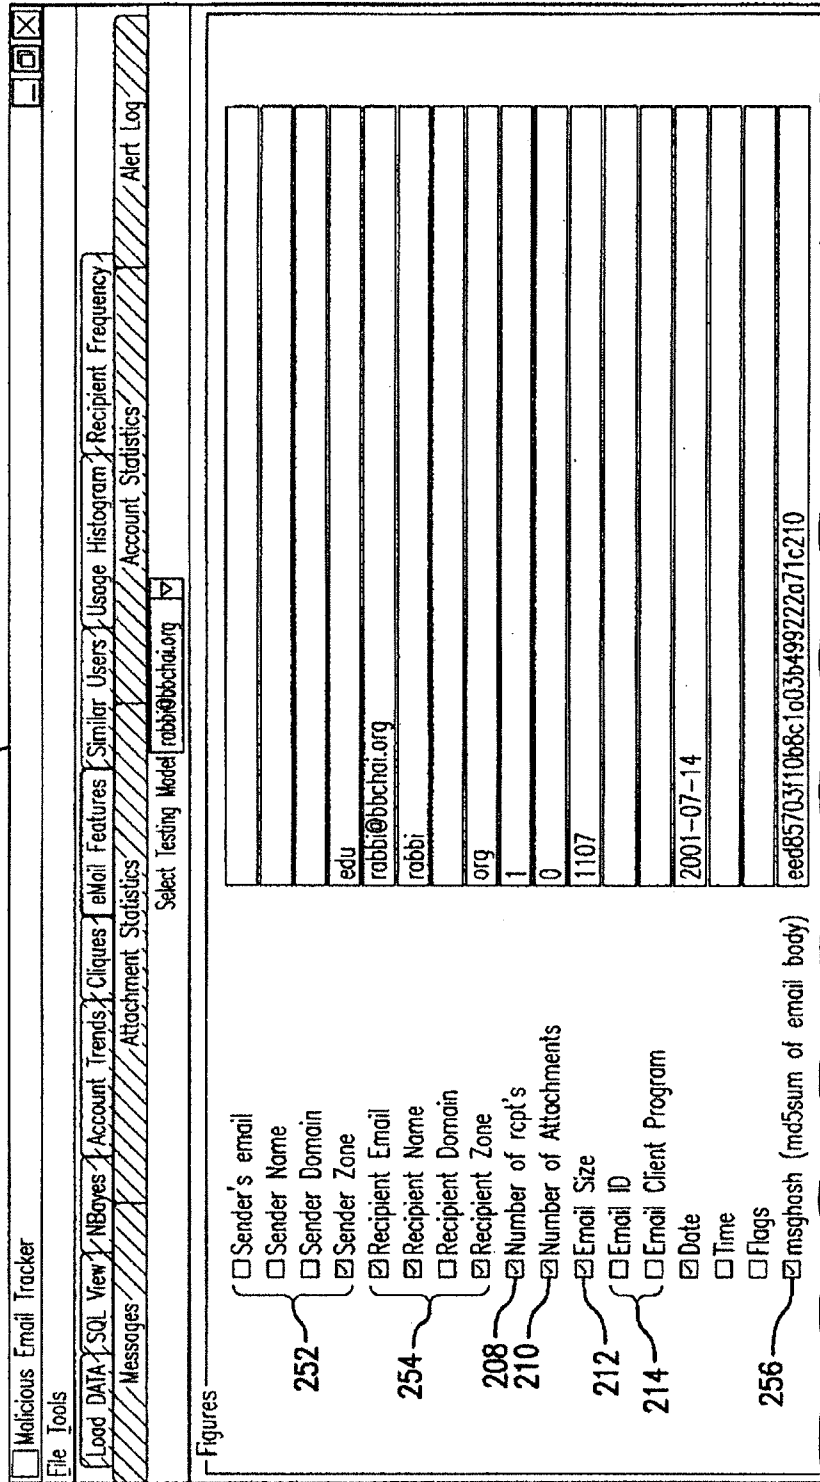 Malicious Email Tracker
File Tools
Load DATA SQL View NBayes Account Trends Cliques eMail Features Similar Users Usage Histogram Recipient Frequency
Messages Attachment Statistics Account Statistics Alert Log
Select Testing Model rabbi@bbchai.org
Figures
252
Sender's email
Sender Name
Sender Domain
Sender Zone edu
254
Recipient Email rabbi@bbchai.org
Recipient Name rabbi
Recipient Domain
Recipient Zone org
208 Number of rcpt's 1
210 Number of Attachments 0
212 Email Size 1107
214
Email ID
Email Client Program
Date 2001-07-14
Time
Flags
256 msghash (md5sum of email body) eed85703f10b8c1a03b499222a71c210